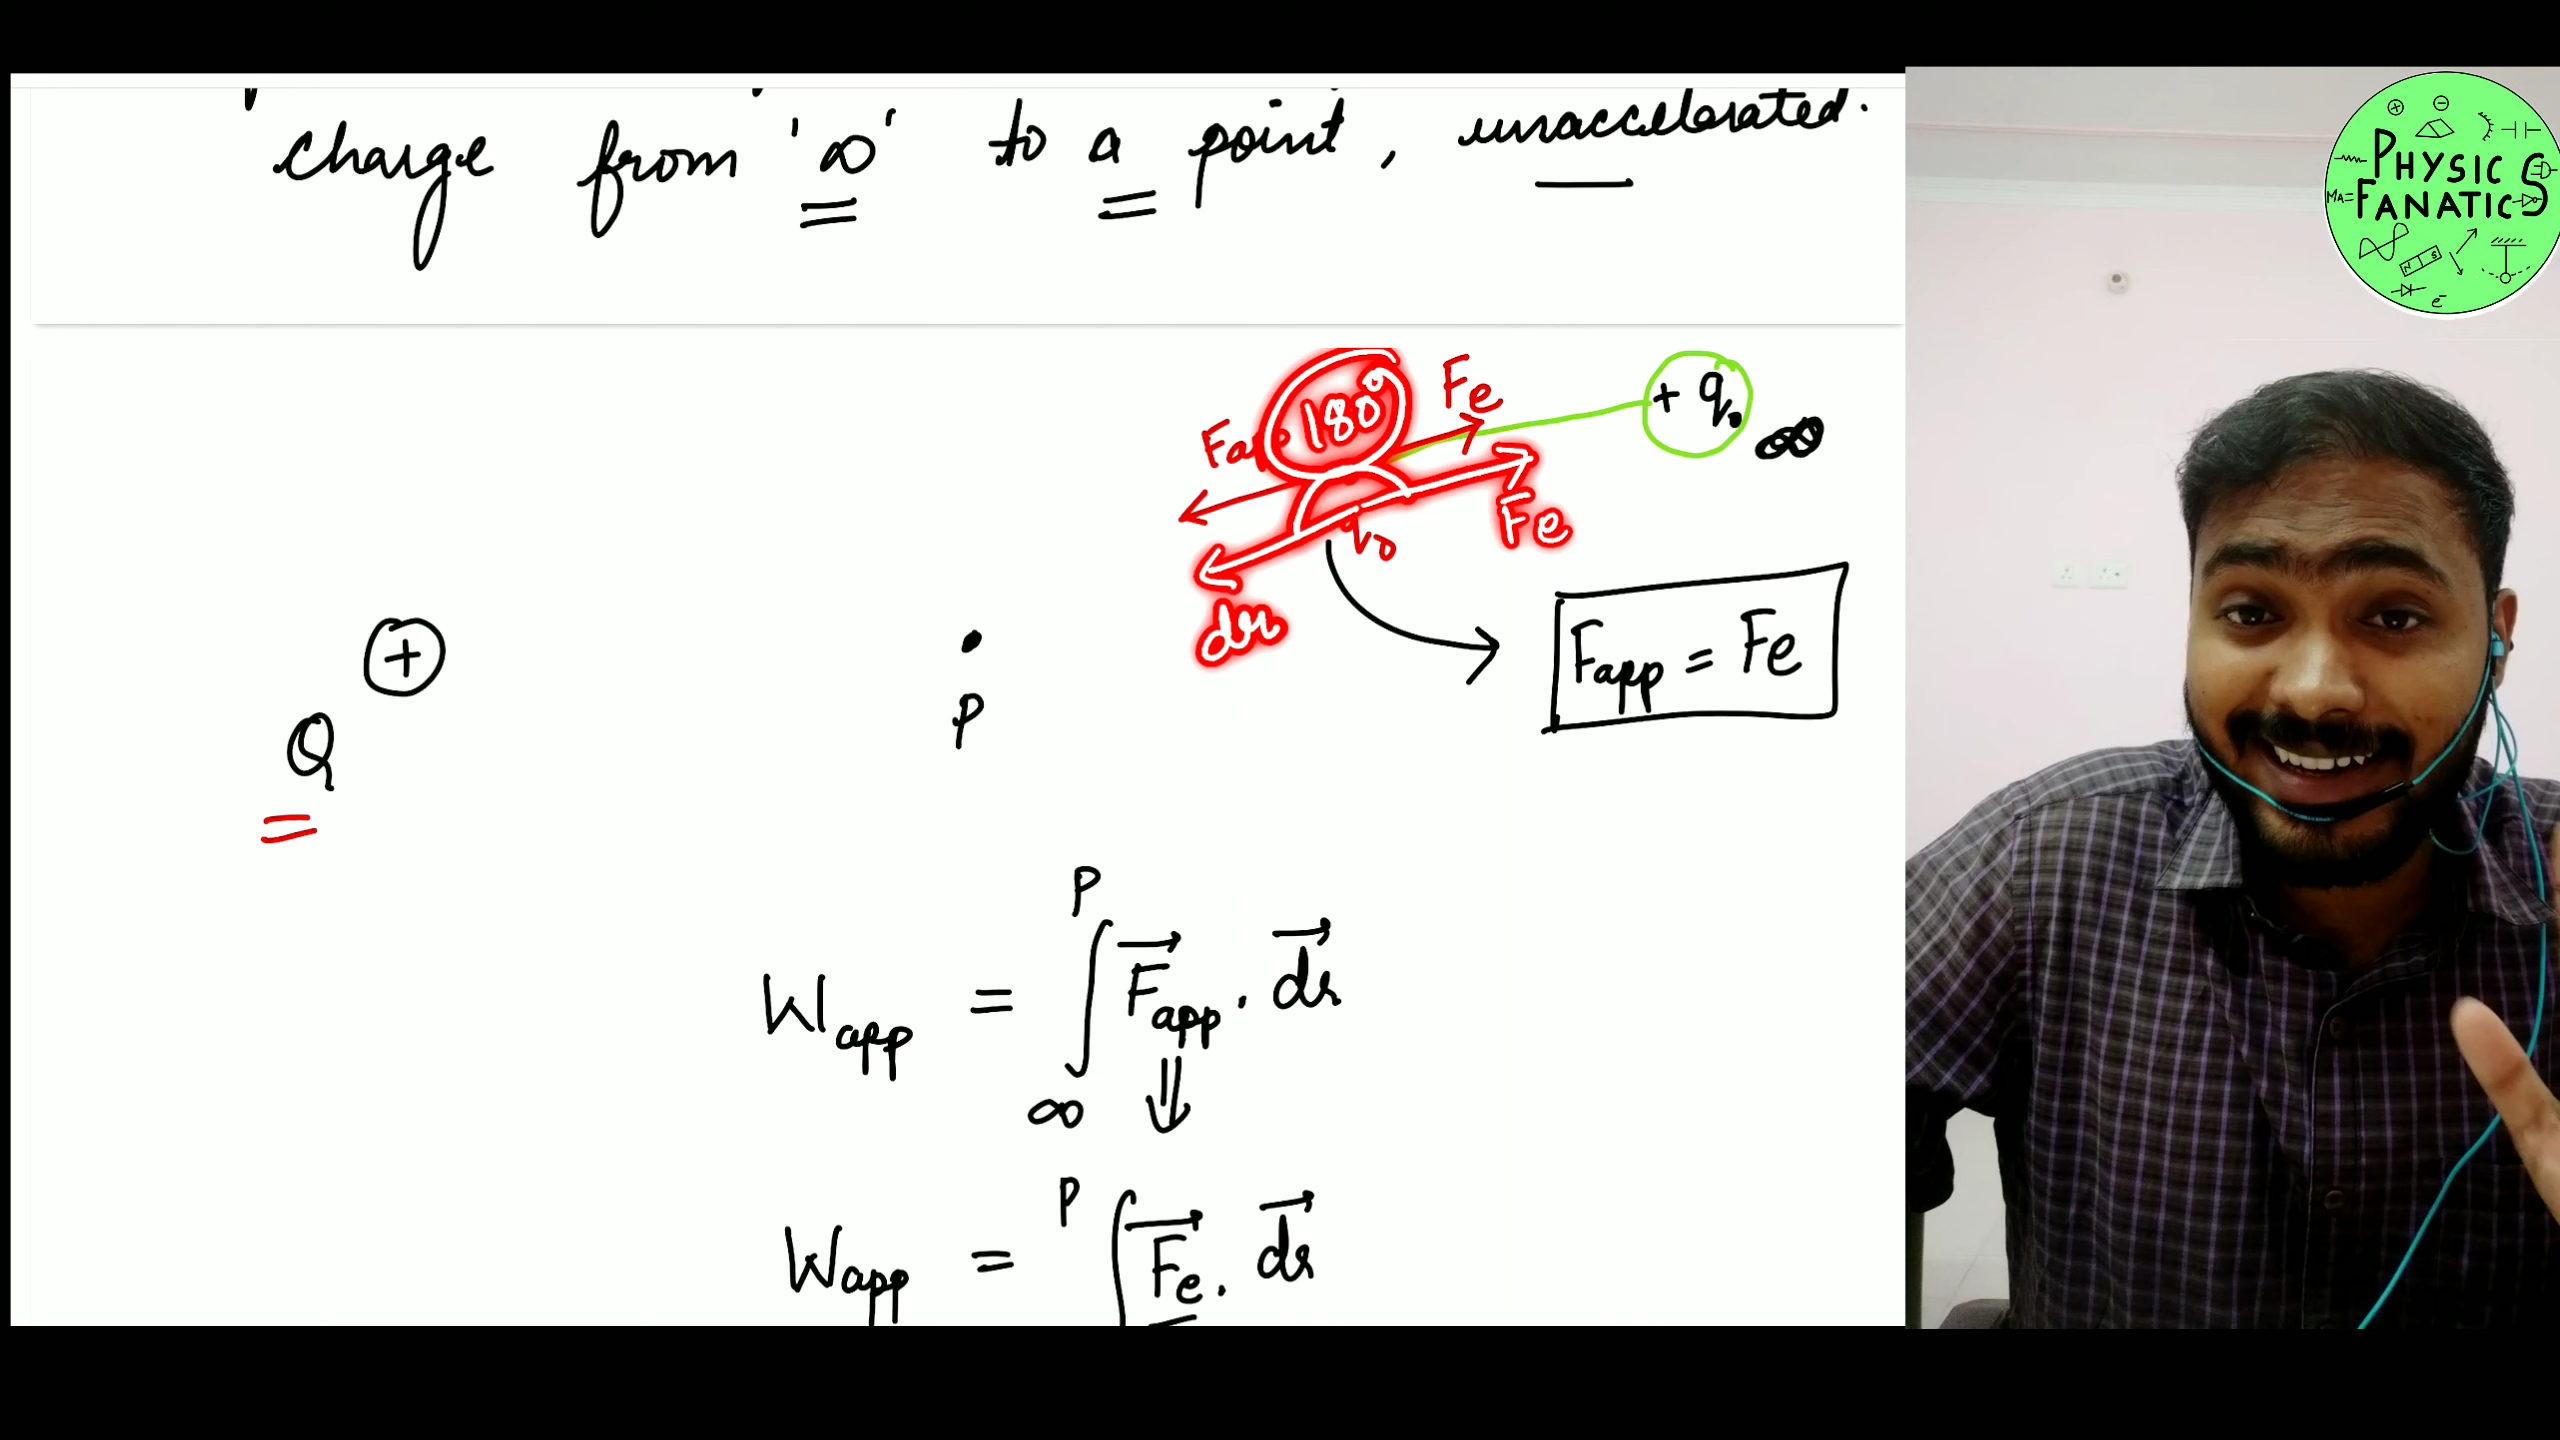 charge from '∞' to a point, unaccelerated.
PHYSICS
FANATICS
MA=
N S
e⁻
180°
Fe
+ q₀
∞
Fe
q₀
dr
Fapp = Fe
+
P
Q
P
Wapp = ∫ Fapp . dr
∞
P
Wapp = ∫ Fe . dr